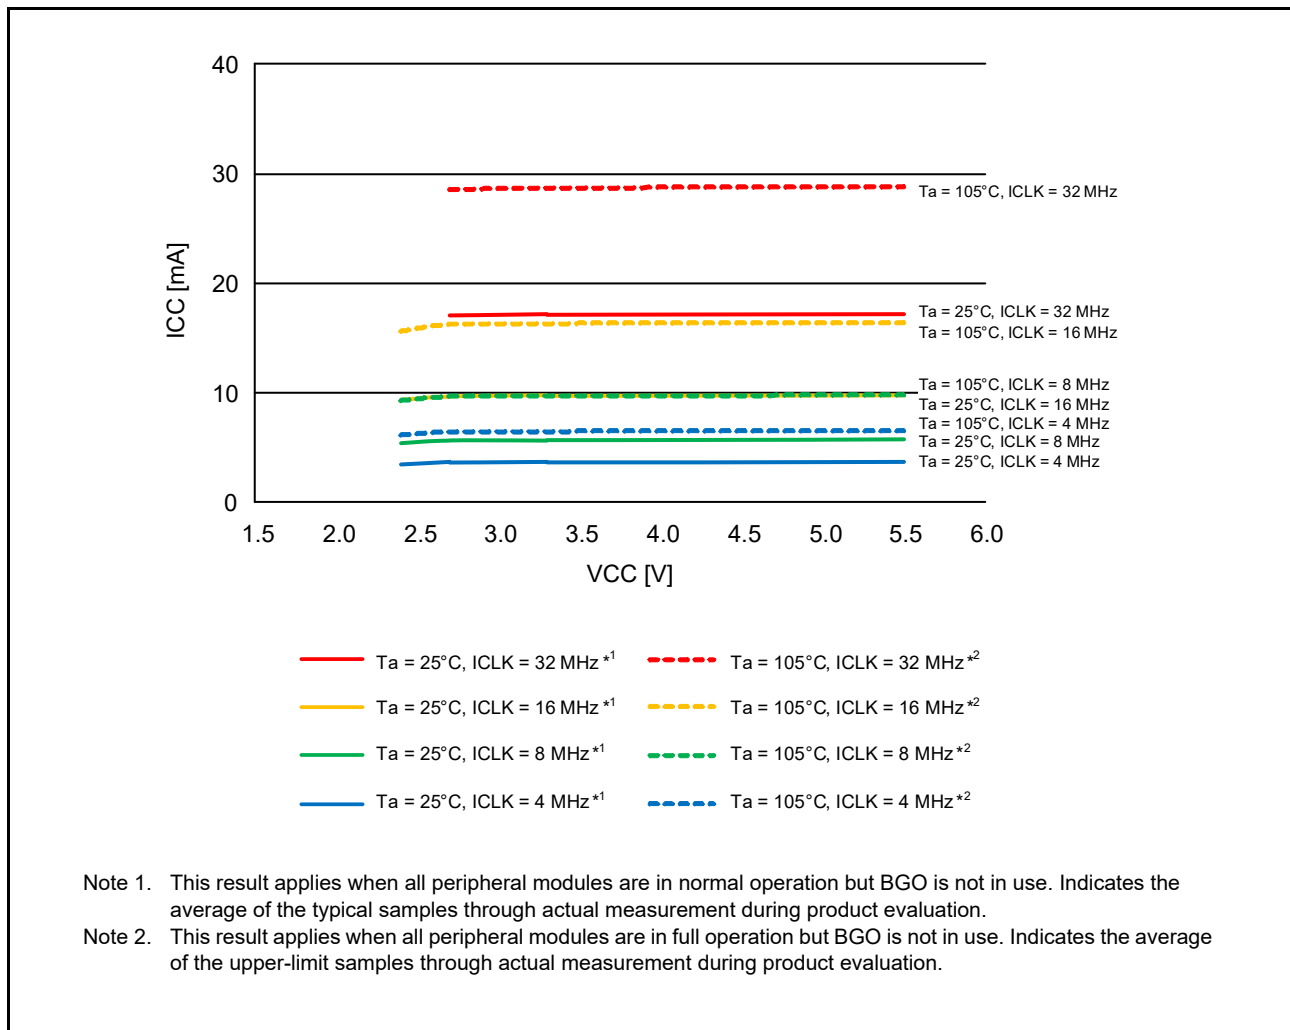 40
30
20
10
0
ICC [mA]
1.5 2.0 2.5 3.0 3.5 4.0 4.5 5.0 5.5 6.0
VCC [V]
Ta = 105°C, ICLK = 32 MHz
Ta = 25°C, ICLK = 32 MHz
Ta = 105°C, ICLK = 16 MHz
Ta = 105°C, ICLK = 8 MHz
Ta = 25°C, ICLK = 16 MHz
Ta = 105°C, ICLK = 4 MHz
Ta = 25°C, ICLK = 8 MHz
Ta = 25°C, ICLK = 4 MHz
Ta = 25°C, ICLK = 32 MHz *1 Ta = 105°C, ICLK = 32 MHz *2
Ta = 25°C, ICLK = 16 MHz *1 Ta = 105°C, ICLK = 16 MHz *2
Ta = 25°C, ICLK = 8 MHz *1 Ta = 105°C, ICLK = 8 MHz *2
Ta = 25°C, ICLK = 4 MHz *1 Ta = 105°C, ICLK = 4 MHz *2
Note 1. This result applies when all peripheral modules are in normal operation but BGO is not in use. Indicates the
average of the typical samples through actual measurement during product evaluation.
Note 2. This result applies when all peripheral modules are in full operation but BGO is not in use. Indicates the average
of the upper-limit samples through actual measurement during product evaluation.